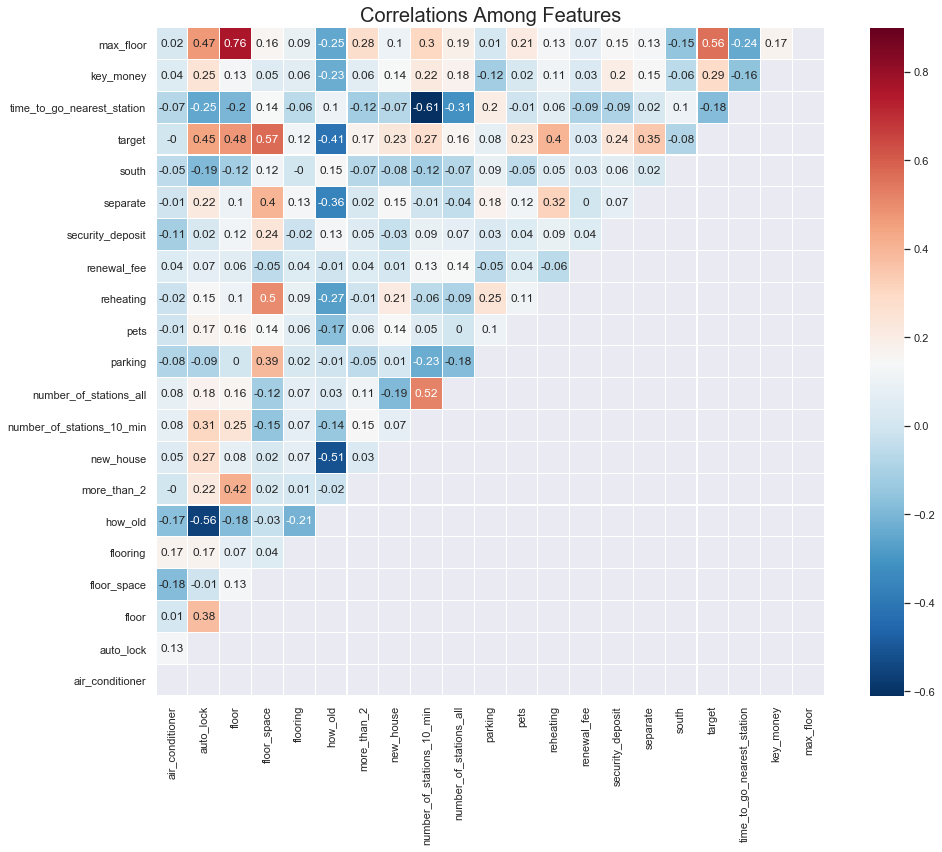 Correlations Among Features
max_floor 0.02 0.47 0.76 0.16 0.09 -0.25 0.28 0.1 0.3 0.19 0.01 0.21 0.13 0.07 0.15 0.13 -0.15 0.56 -0.24 0.17
key_money 0.04 0.25 0.13 0.05 0.06 -0.23 0.06 0.14 0.22 0.18 -0.12 0.02 0.11 0.03 0.2 0.15 -0.06 0.29 -0.16
time_to_go_nearest_station -0.07 -0.25 -0.2 0.14 -0.06 0.1 -0.12 -0.07 -0.61 -0.31 0.2 -0.01 0.06 -0.09 -0.09 0.02 0.1 -0.18
target -0 0.45 0.48 0.57 0.12 -0.41 0.17 0.23 0.27 0.16 0.08 0.23 0.4 0.03 0.24 0.35 -0.08
south -0.05 -0.19 -0.12 0.12 -0 0.15 -0.07 -0.08 -0.12 -0.07 0.09 -0.05 0.05 0.03 0.06 0.02
separate -0.01 0.22 0.1 0.4 0.13 -0.36 0.02 0.15 -0.01 -0.04 0.18 0.12 0.32 0 0.07
security_deposit -0.11 0.02 0.12 0.24 -0.02 0.13 0.05 -0.03 0.09 0.07 0.03 0.04 0.09 0.04
renewal_fee 0.04 0.07 0.06 -0.05 0.04 -0.01 0.04 0.01 0.13 0.14 -0.05 0.04 -0.06
reheating -0.02 0.15 0.1 0.5 0.09 -0.27 -0.01 0.21 -0.06 -0.09 0.25 0.11
pets -0.01 0.17 0.16 0.14 0.06 -0.17 0.06 0.14 0.05 0 0.1
parking -0.08 -0.09 0 0.39 0.02 -0.01 -0.05 0.01 -0.23 -0.18
number_of_stations_all 0.08 0.18 0.16 -0.12 0.07 0.03 0.11 -0.19 0.52
number_of_stations_10_min 0.08 0.31 0.25 -0.15 0.07 -0.14 0.15 0.07
new_house 0.05 0.27 0.08 0.02 0.07 -0.51 0.03
more_than_2 -0 0.22 0.42 0.02 0.01 -0.02
how_old -0.17 -0.56 -0.18 -0.03 -0.21
flooring 0.17 0.17 0.07 0.04
floor_space -0.18 -0.01 0.13
floor 0.01 0.38
auto_lock 0.13
air_conditioner
air_conditioner
auto_lock
floor
floor_space
flooring
how_old
more_than_2
new_house
number_of_stations_10_min
number_of_stations_all
parking
pets
reheating
renewal_fee
security_deposit
separate
south
target
time_to_go_nearest_station
key_money
max_floor
0.8
0.6
0.4
0.2
0.0
−0.2
−0.4
−0.6